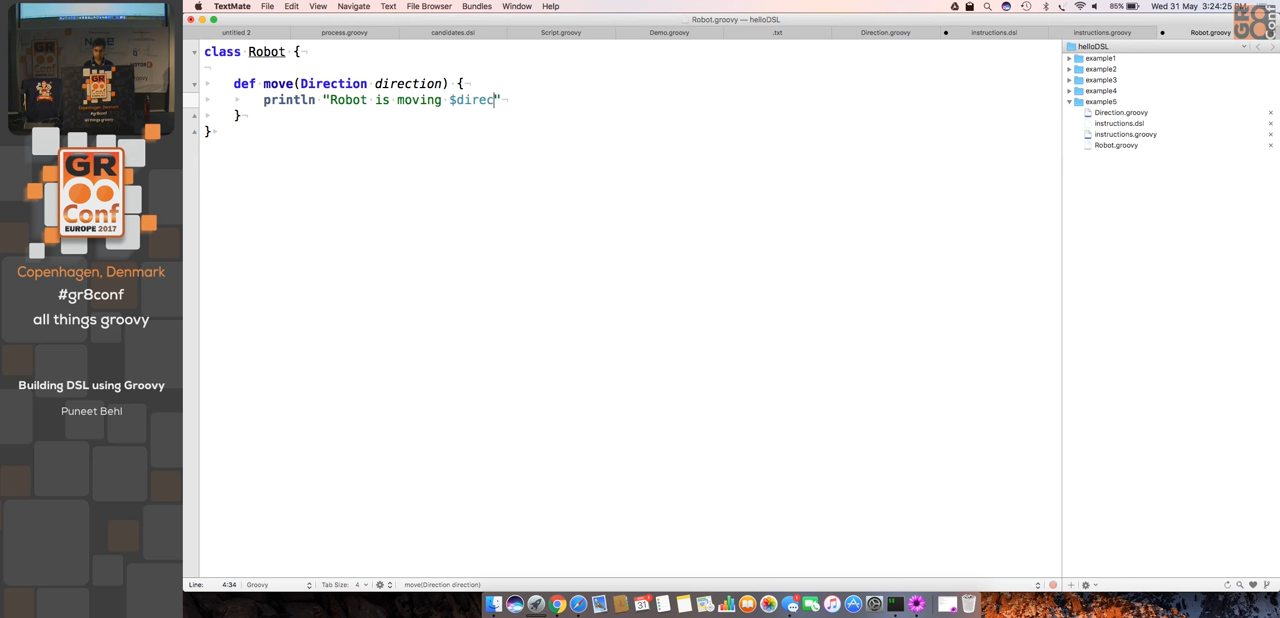 TextMate File Edit View Navigate Text File Browser Bundles Window Help
85% Wed 31 May 3:24:25 PM
Robot.groovy — helloDSL
untitled 2 process.groovy candidates.dsl Script.groovy Demo.groovy .txt Direction.groovy instructions.dsl instructions.groovy Robot.groovy
class Robot {
def move(Direction direction) {
println "Robot is moving $direc"
}
}
helloDSL
example1
example2
example3
example4
example5
Direction.groovy
instructions.dsl
instructions.groovy
Robot.groovy
GR
Conf
EUROPE 2017
Copenhagen, Denmark
#gr8conf
all things groovy
Building DSL using Groovy
Puneet Behl
Line: 4:34 Groovy Tab Size: 4 move(Direction direction)